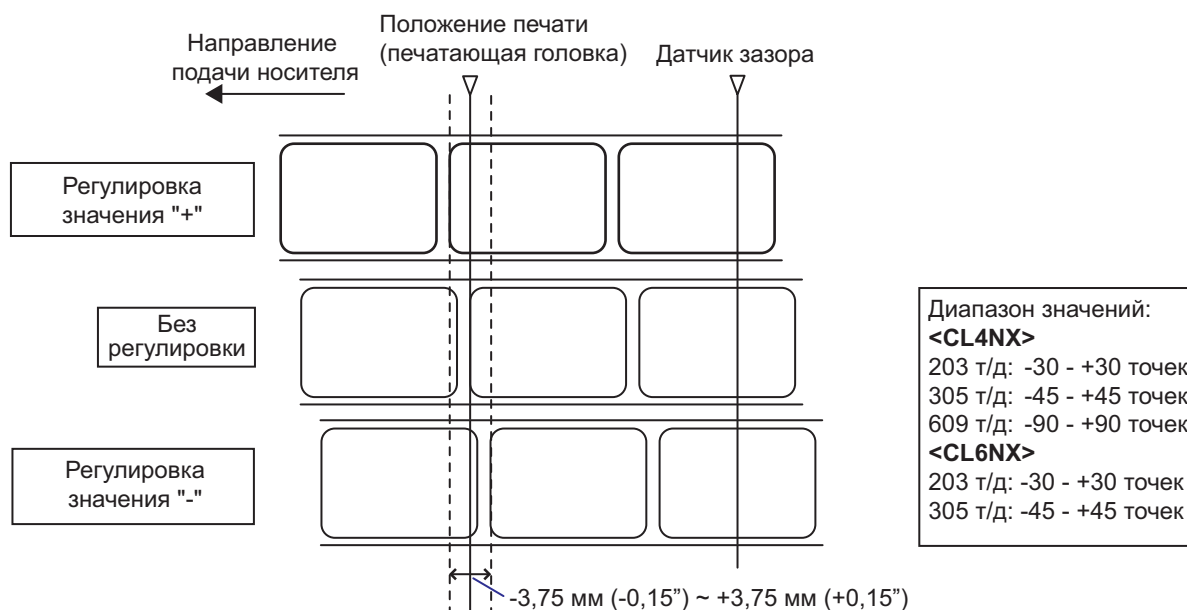 Направление
подачи носителя
Положение печати
(печатающая головка)
Датчик зазора
Регулировка
значения "+"
Без
регулировки
Регулировка
значения "-"
Диапазон значений:
<CL4NX>
203 т/д: -30 - +30 точек
305 т/д: -45 - +45 точек
609 т/д: -90 - +90 точек
<CL6NX>
203 т/д: -30 - +30 точек
305 т/д: -45 - +45 точек
-3,75 мм (-0,15”) ~ +3,75 мм (+0,15”)